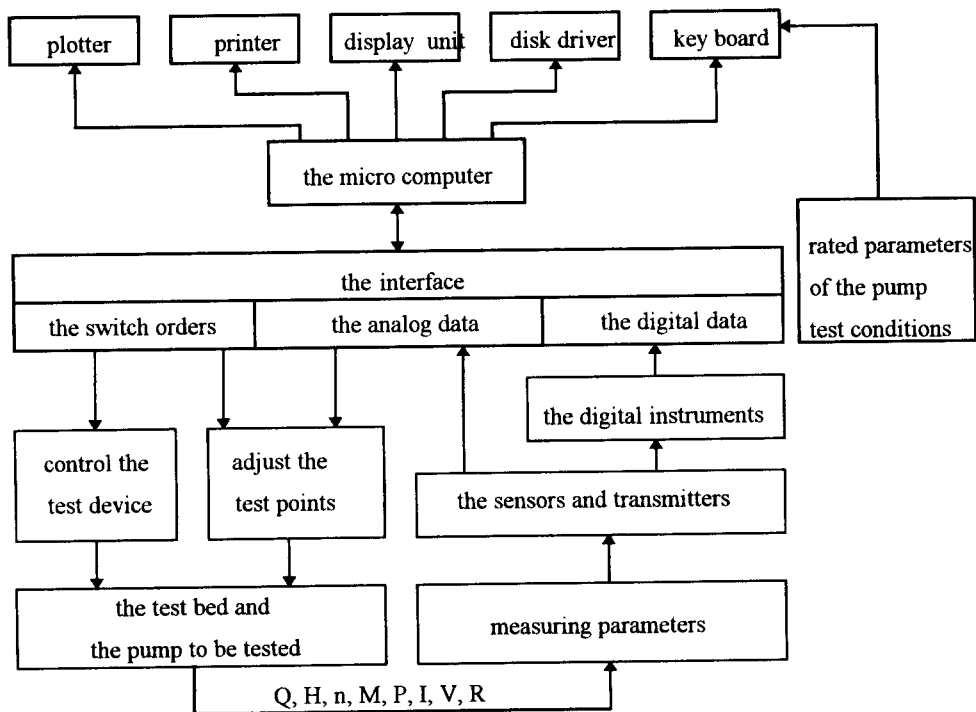 plotter
printer
display unit
disk driver
key board
the micro computer
rated parameters
of the pump
test conditions
the interface
the switch orders
the analog data
the digital data
the digital instruments
control the
test device
adjust the
test points
the sensors and transmitters
the test bed and
the pump to be tested
measuring parameters
Q, H, n, M, P, I, V, R